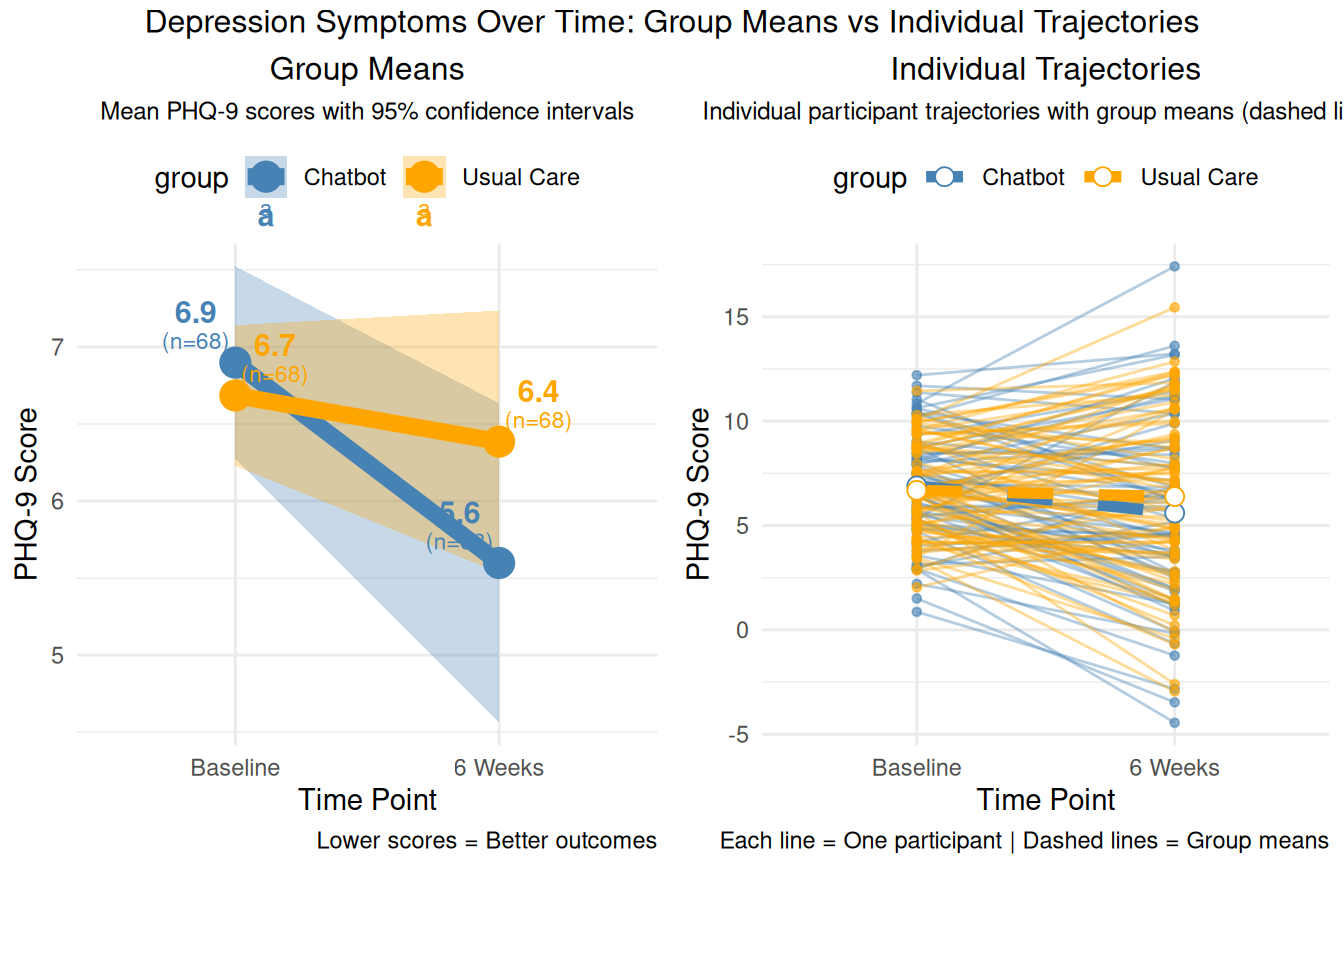 Depression Symptoms Over Time: Group Means vs Individual Trajectories
Group Means
Mean PHQ-9 scores with 95% confidence intervals
group Chatbot Usual Care
a a
a a
PHQ-9 Score
7
6
5
6.9
(n=68)
6.7
(n=68)
6.4
(n=68)
5.6
Baseline 6 Weeks
Time Point
Lower scores = Better outcomes
Individual Trajectories
Individual participant trajectories with group means (dashed li
group Chatbot Usual Care
PHQ-9 Score
15
10
5
0
-5
Baseline 6 Weeks
Time Point
Each line = One participant | Dashed lines = Group means